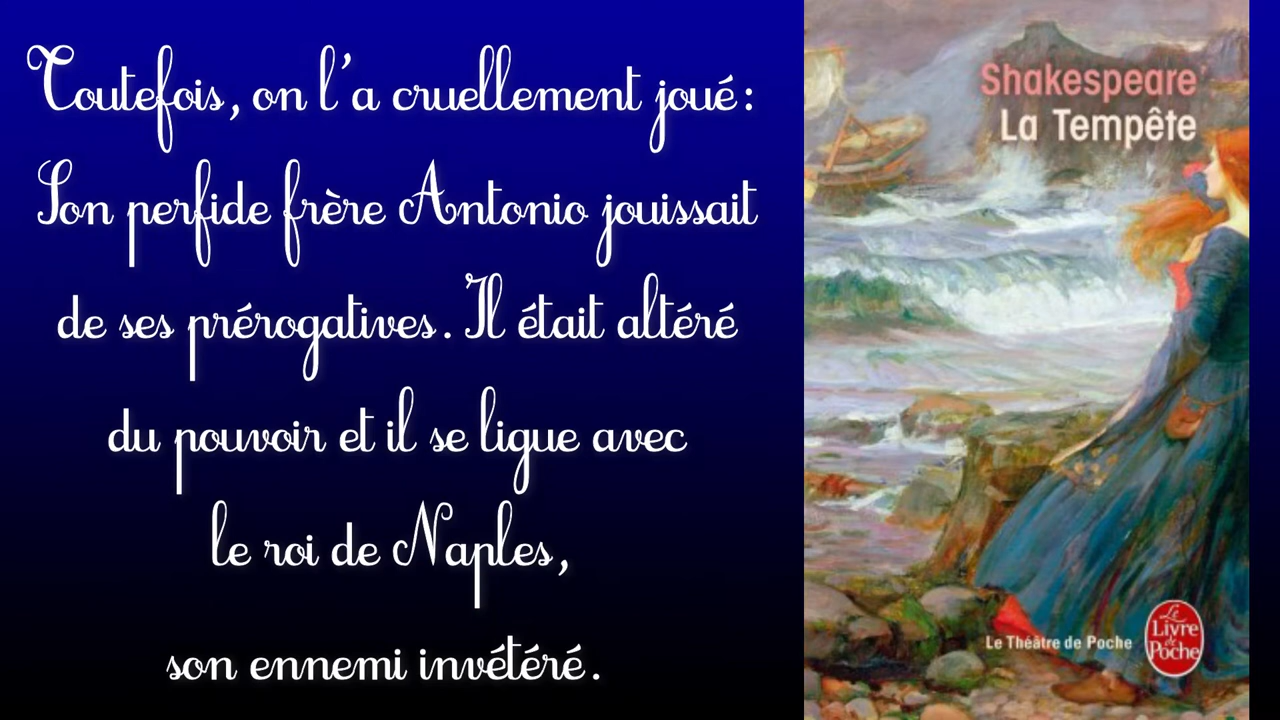 Toutefois, on l'a cruellement joué:
Son perfide frère Antonio jouissait
de ses prérogatives. Il était altéré
du pouvoir et il se ligue avec
le roi de Naples,
son ennemi invétéré.
Shakespeare
La Tempête
Le Théâtre de Poche
Le
Livre
de
Poche